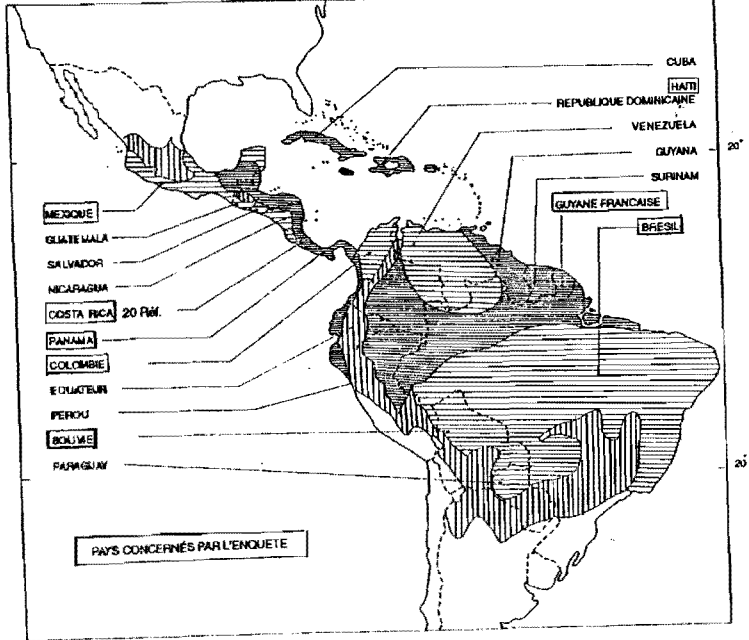 CUBA
HAITI
REPUBLIQUE DOMINICAINE
VENEZUELA
GUYANA
SURINAM
GUYANE FRANCAISE
BRESIL
20°
20°
MEXIQUE
GUATEMALA
SALVADOR
NICARAGUA
COSTA RICA 20 Réf.
PANAMA
COLOMBIE
EQUATEUR
PEROU
BOLIVIE
PARAGUAY
PAYS CONCERNÉS PAR L'ENQUETE